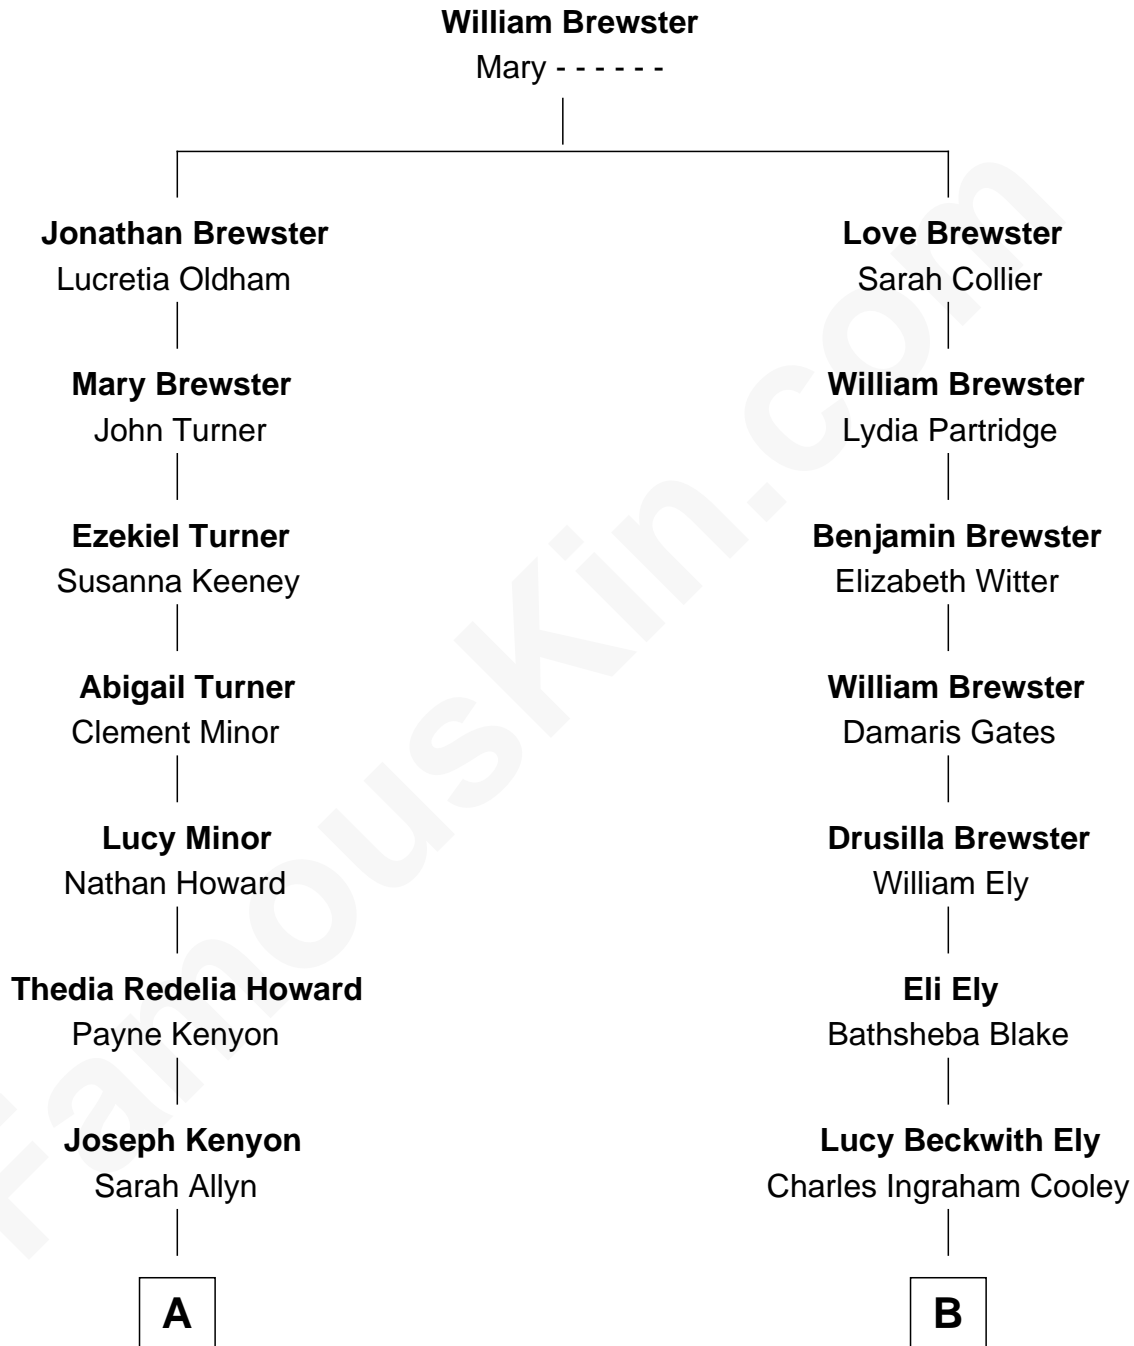 William Brewster
Mary - - - - - -
Jonathan Brewster
Lucretia Oldham
Love Brewster
Sarah Collier
Mary Brewster
John Turner
William Brewster
Lydia Partridge
Ezekiel Turner
Susanna Keeney
Benjamin Brewster
Elizabeth Witter
Abigail Turner
Clement Minor
William Brewster
Damaris Gates
Lucy Minor
Nathan Howard
Drusilla Brewster
William Ely
Thedia Redelia Howard
Payne Kenyon
Eli Ely
Bathsheba Blake
Joseph Kenyon
Sarah Allyn
Lucy Beckwith Ely
Charles Ingraham Cooley
A
B
FamousKin.com